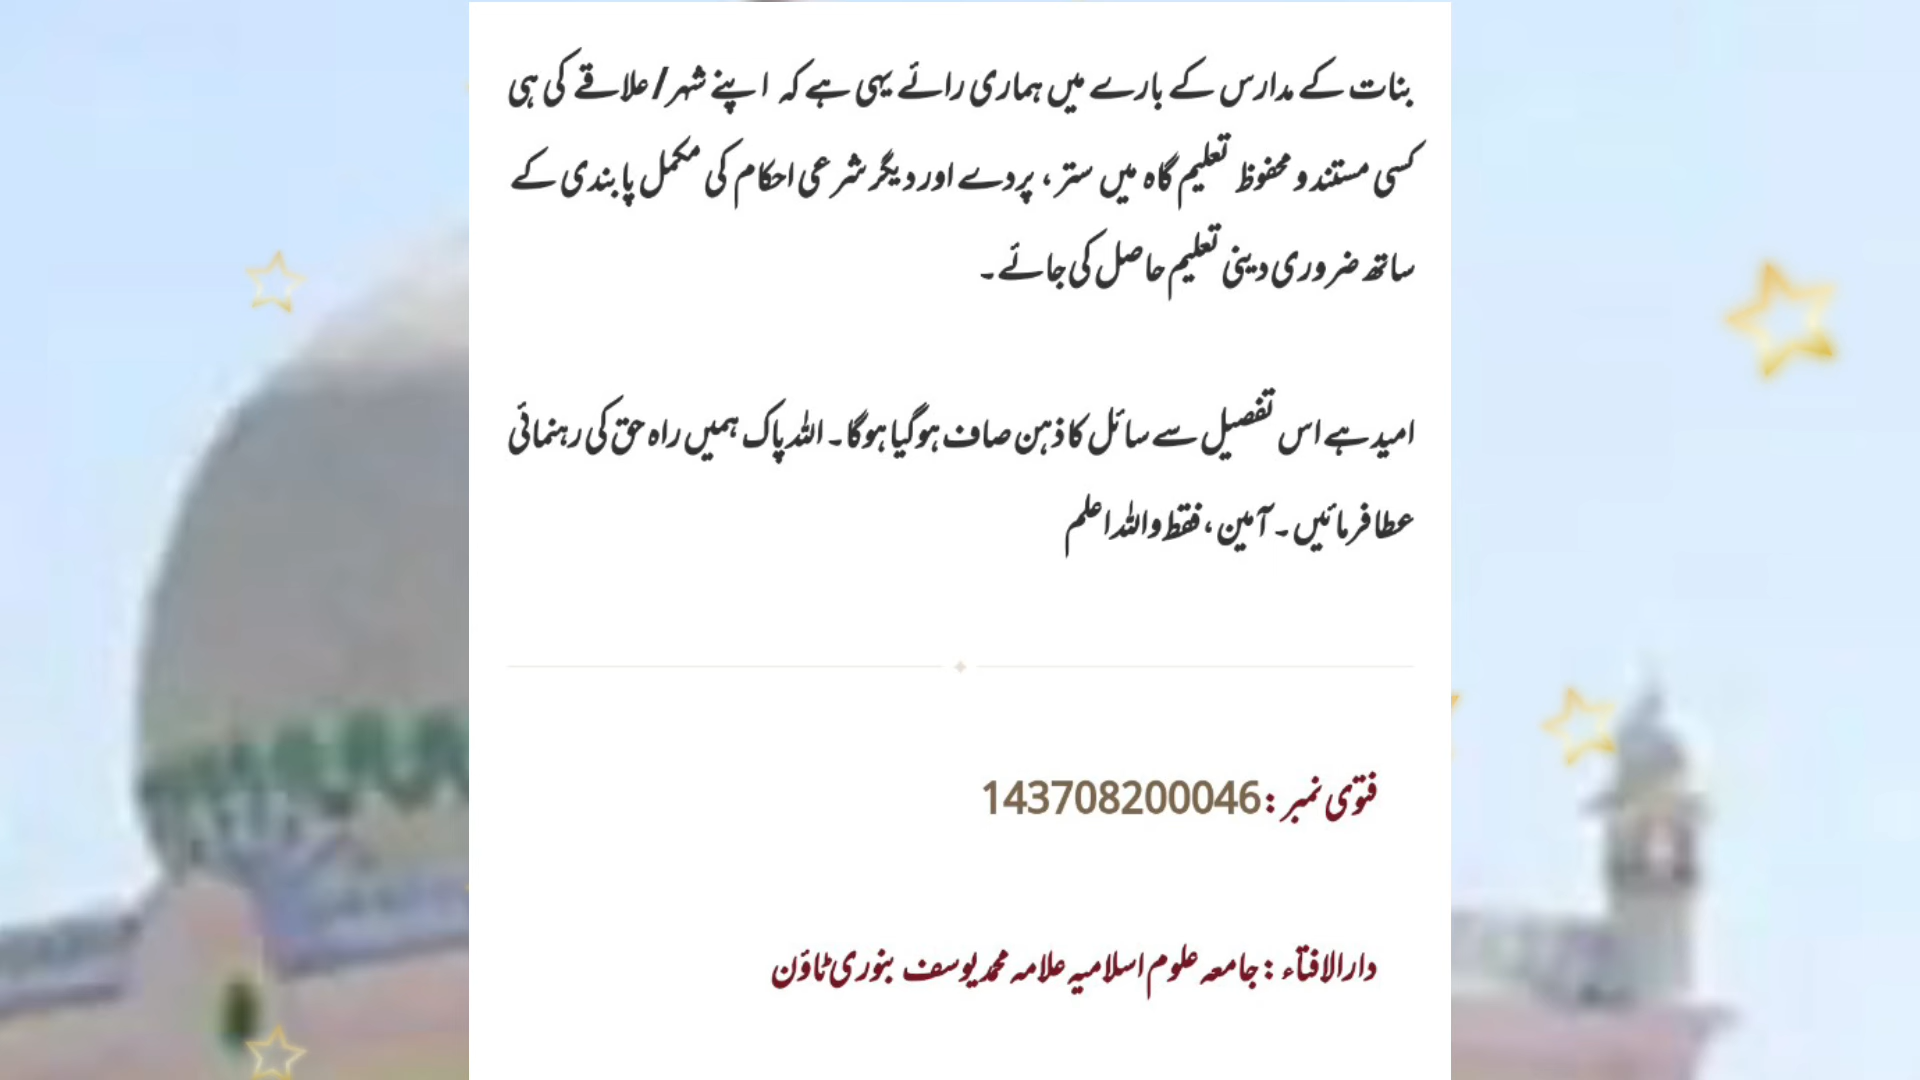 بنات کے مدارس کے بارے میں ہماری رائے یہی ہے کہ اپنے شہر/علاقے کی ہی
کسی مستند و محفوظ تعلیم گاہ میں ستر ، پردے اور دیگر شرعی احکام کی مکمل پابندی کے
ساتھ ضروری دینی تعلیم حاصل کی جائے۔
امید ہے اس تفصیل سے سائل کا ذہن صاف ہوگیا ہوگا۔ اللہ پاک ہمیں راہ حق کی رہنمائی
عطا فرمائیں۔ آمین، فقط واللہ اعلم
فتوی نمبر : 143708200046
دارالافتاء : جامعہ علوم اسلامیہ علامہ محمد یوسف بنوری ٹاؤن